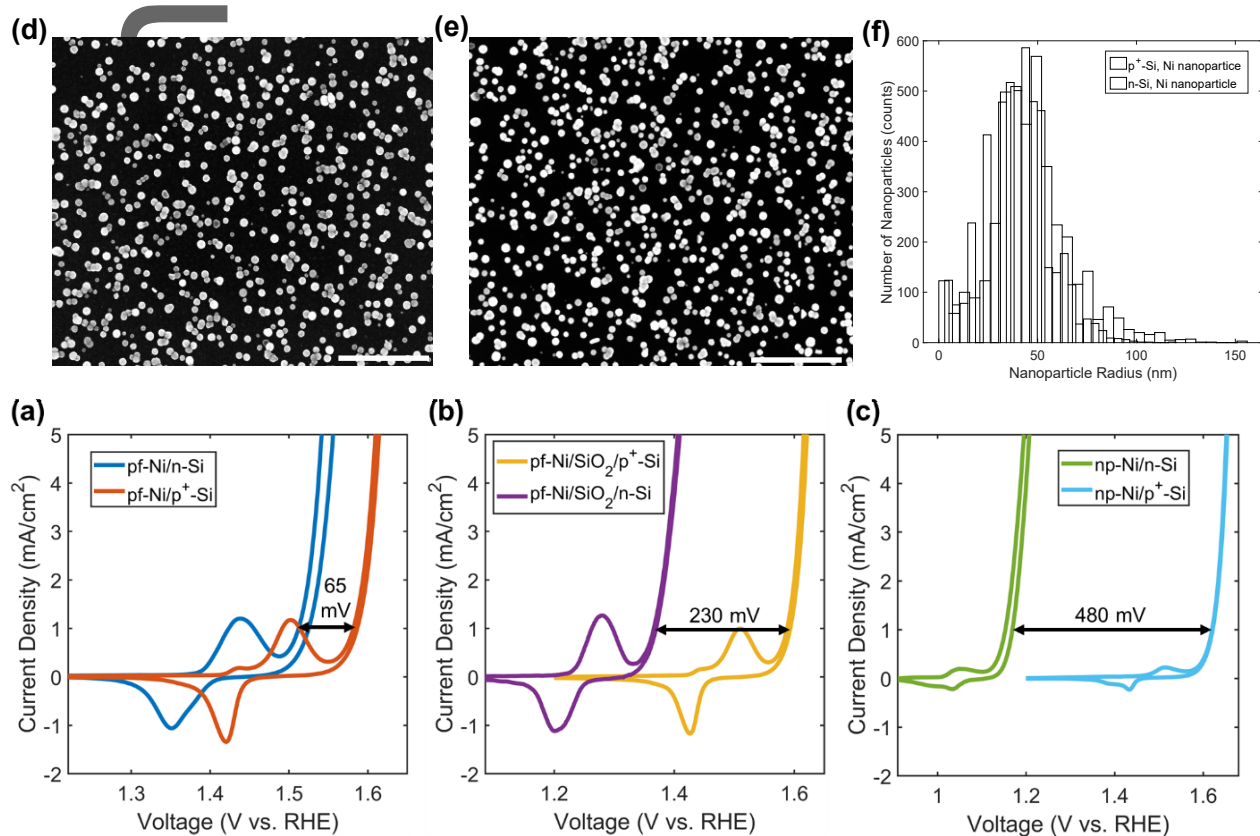 (d)
(e)
(f)
600
500
400
300
200
100
0
Number of Nanoparticles (counts)
p⁺-Si, Ni nanopartice
n-Si, Ni nanoparticle
0 50 100 150
Nanoparticle Radius (nm)
(a)
5
4
3
2
1
0
-1
-2
Current Density (mA/cm²)
pf-Ni/n-Si
pf-Ni/p⁺-Si
65
mV
1.3 1.4 1.5 1.6
Voltage (V vs. RHE)
(b)
5
4
3
2
1
0
-1
-2
Current Density (mA/cm²)
pf-Ni/SiO₂/p⁺-Si
pf-Ni/SiO₂/n-Si
230 mV
1.2 1.4 1.6
Voltage (V vs. RHE)
(c)
5
4
3
2
1
0
-1
-2
Current Density (mA/cm²)
np-Ni/n-Si
np-Ni/p⁺-Si
480 mV
1 1.2 1.4 1.6
Voltage (V vs. RHE)